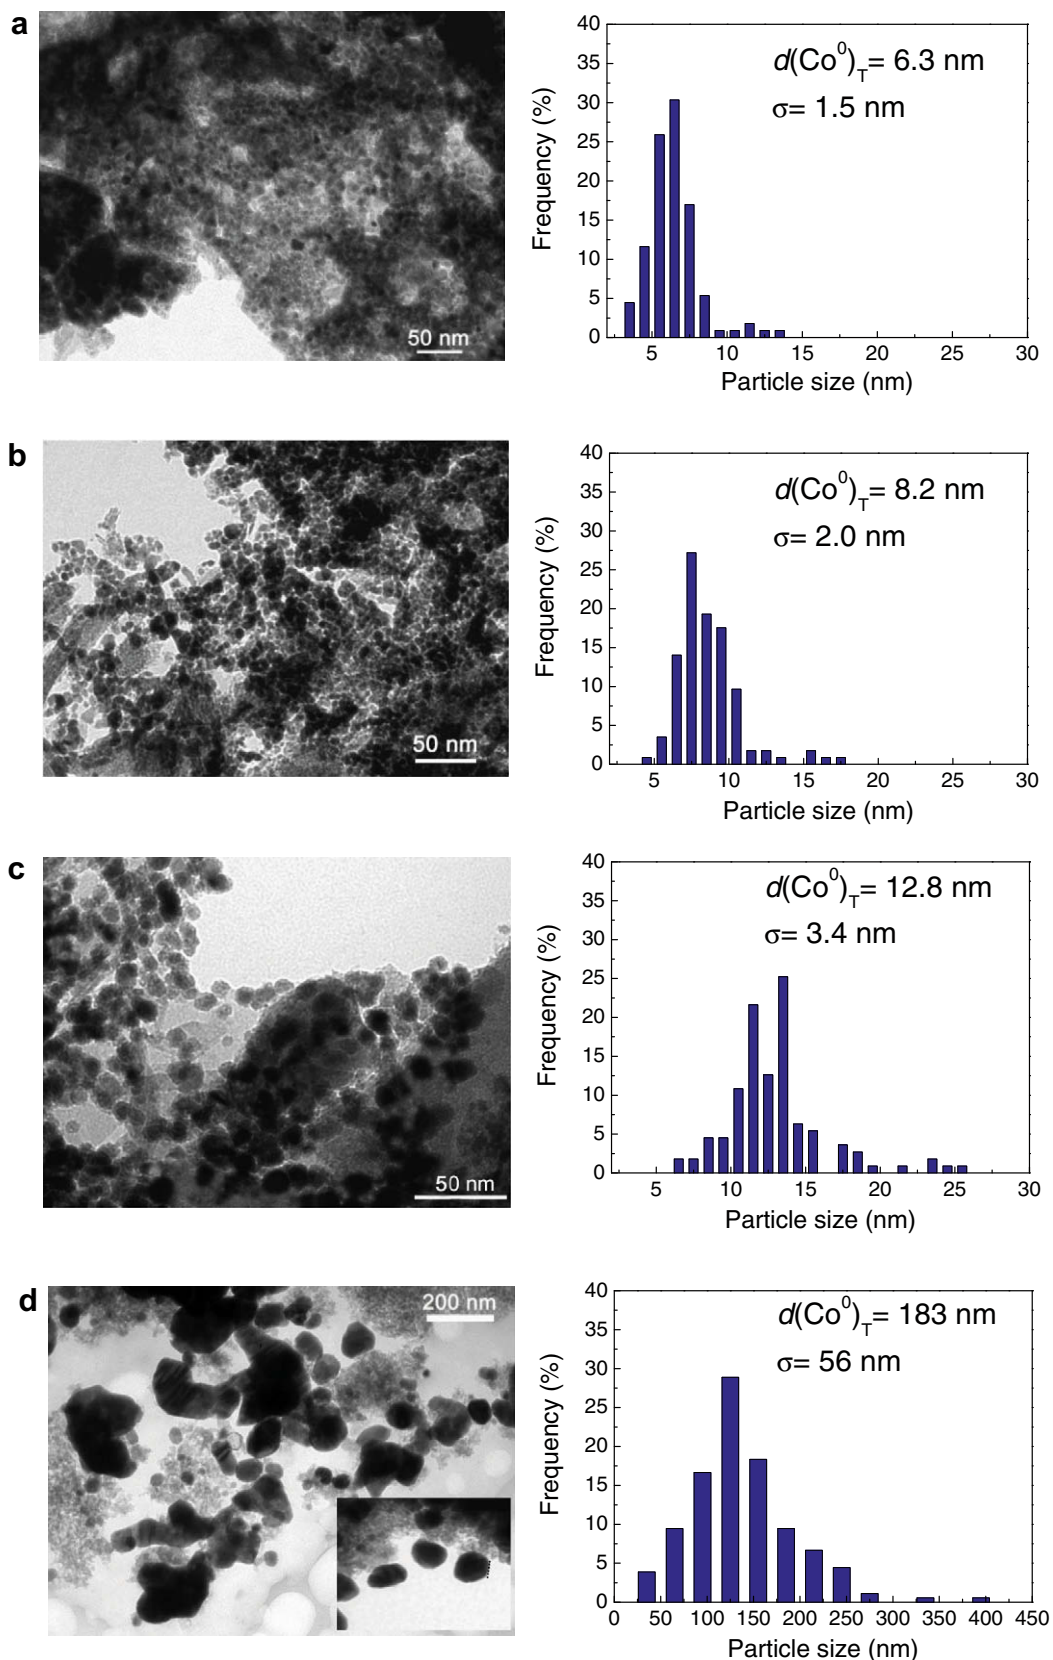 a
50 nm
40
35
30
25
20
15
10
5
0
Frequency (%)
5 10 15 20 25 30
Particle size (nm)
d(Co⁰)T= 6.3 nm
σ= 1.5 nm
b
50 nm
40
35
30
25
20
15
10
5
0
Frequency (%)
5 10 15 20 25 30
Particle size (nm)
d(Co⁰)T= 8.2 nm
σ= 2.0 nm
c
50 nm
40
35
30
25
20
15
10
5
0
Frequency (%)
5 10 15 20 25 30
Particle size (nm)
d(Co⁰)T= 12.8 nm
σ= 3.4 nm
d
200 nm
40
35
30
25
20
15
10
5
0
Frequency (%)
0 50 100 150 200 250 300 350 400 450
Particle size (nm)
d(Co⁰)T= 183 nm
σ= 56 nm